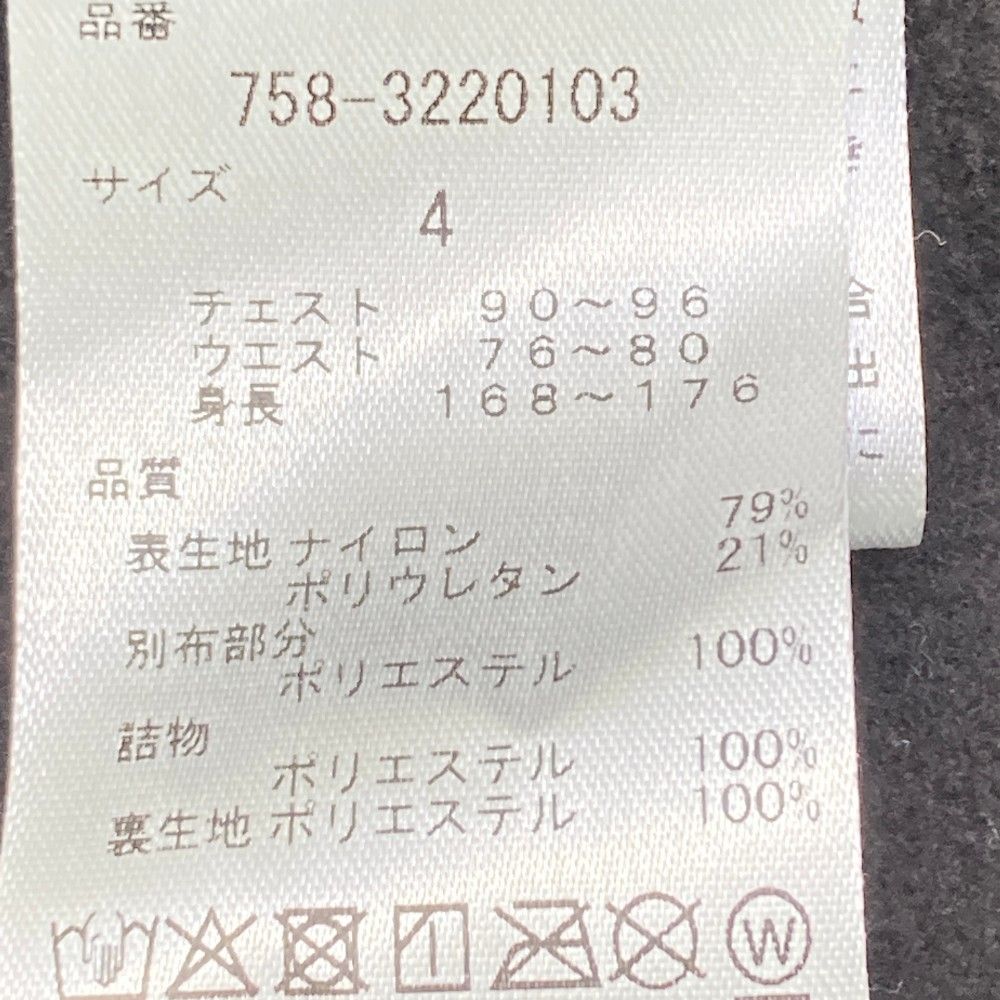 品番
758-3220103
サイズ
4
チェスト 90～96
ウエスト 76～80
身長 168～176
品質
表生地 ナイロン 79%
ポリウレタン 21%
別布部分
ポリエステル 100%
詰物
ポリエステル 100%
裏生地 ポリエステル 100%
W